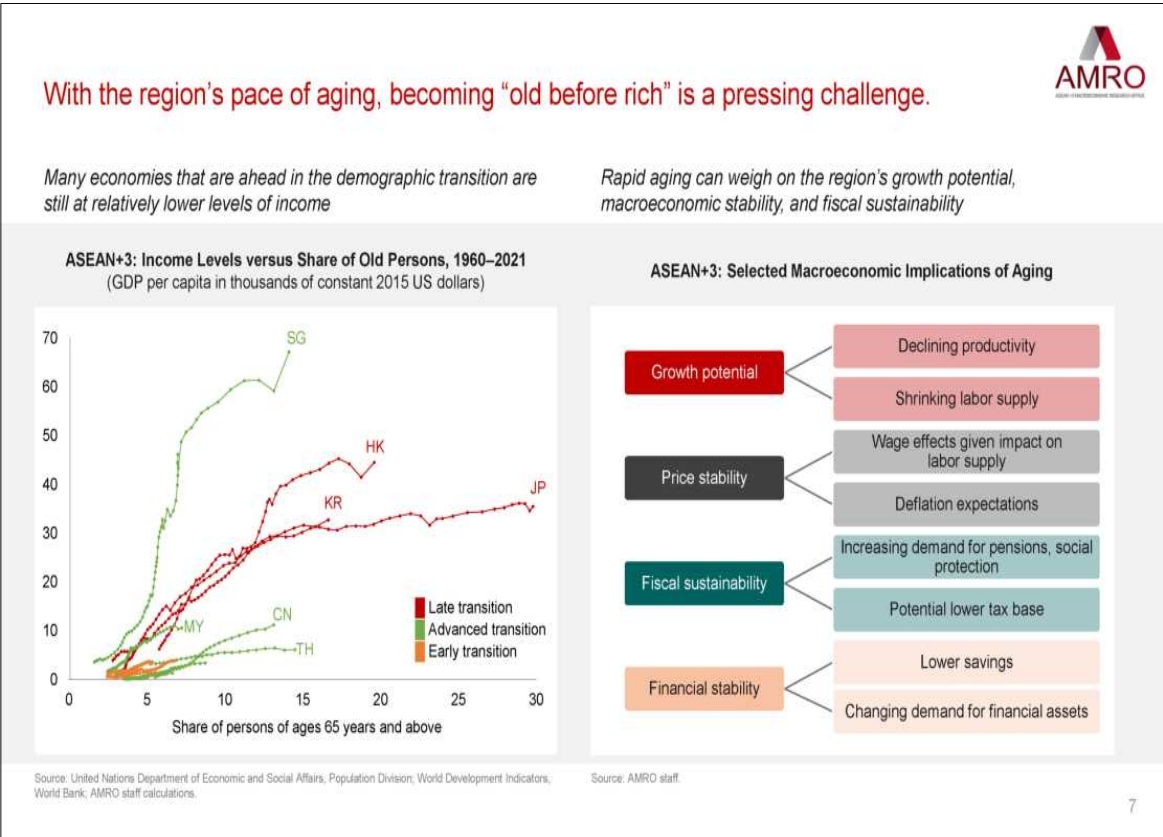 AMRO
ASEAN+3 MACROECONOMIC RESEARCH OFFICE
With the region's pace of aging, becoming “old before rich” is a pressing challenge.
Many economies that are ahead in the demographic transition are
still at relatively lower levels of income
ASEAN+3: Income Levels versus Share of Old Persons, 1960–2021
(GDP per capita in thousands of constant 2015 US dollars)
70
60
50
40
30
20
10
0
SG
HK
JP
KR
CN
MY
TH
Late transition
Advanced transition
Early transition
0 5 10 15 20 25 30
Share of persons of ages 65 years and above
Source: United Nations Department of Economic and Social Affairs, Population Division; World Development Indicators,
World Bank; AMRO staff calculations.
Rapid aging can weigh on the region's growth potential,
macroeconomic stability, and fiscal sustainability
ASEAN+3: Selected Macroeconomic Implications of Aging
Growth potential
Declining productivity
Shrinking labor supply
Price stability
Wage effects given impact on
labor supply
Deflation expectations
Fiscal sustainability
Increasing demand for pensions, social
protection
Potential lower tax base
Financial stability
Lower savings
Changing demand for financial assets
Source: AMRO staff.
7